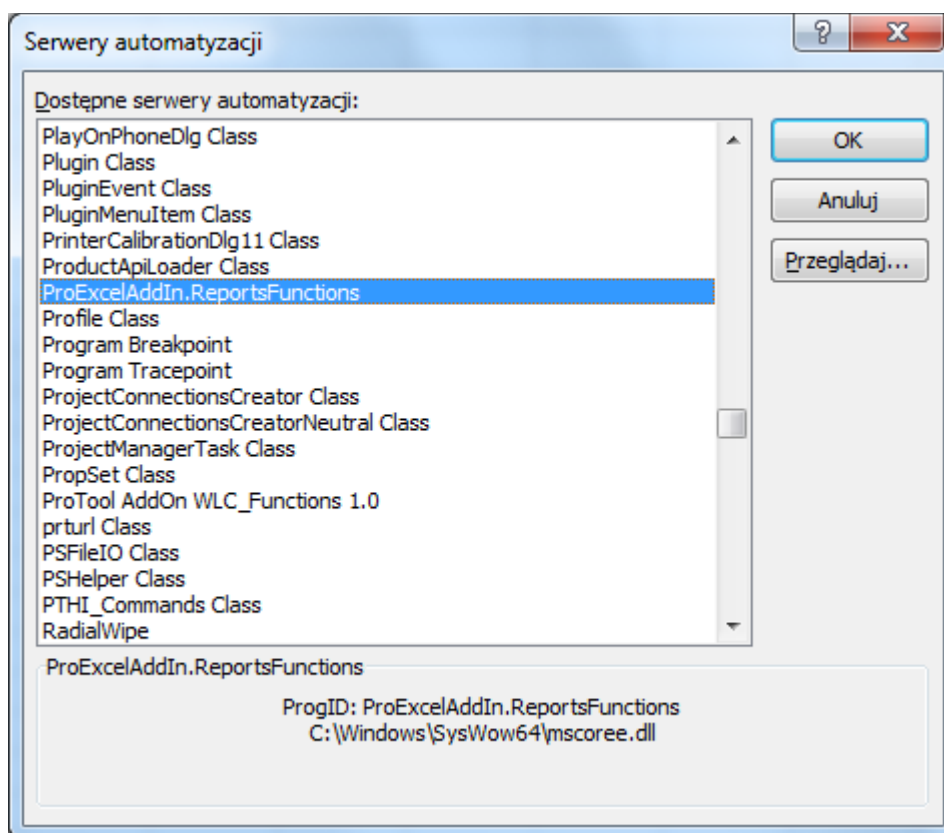 Serwery automatyzacji
Dostępne serwery automatyzacji:
PlayOnPhoneDlg Class
Plugin Class
PluginEvent Class
PluginMenuItem Class
PrinterCalibrationDlg11 Class
ProductApiLoader Class
ProExcelAddIn.ReportsFunctions
Profile Class
Program Breakpoint
Program Tracepoint
ProjectConnectionsCreator Class
ProjectConnectionsCreatorNeutral Class
ProjectManagerTask Class
PropSet Class
ProTool AddOn WLC_Functions 1.0
prturl Class
PSFileIO Class
PSHelper Class
PTHI_Commands Class
RadialWipe
OK
Anuluj
Przeglądaj...
ProExcelAddIn.ReportsFunctions
ProgID: ProExcelAddIn.ReportsFunctions
C:\Windows\SysWow64\mscoree.dll